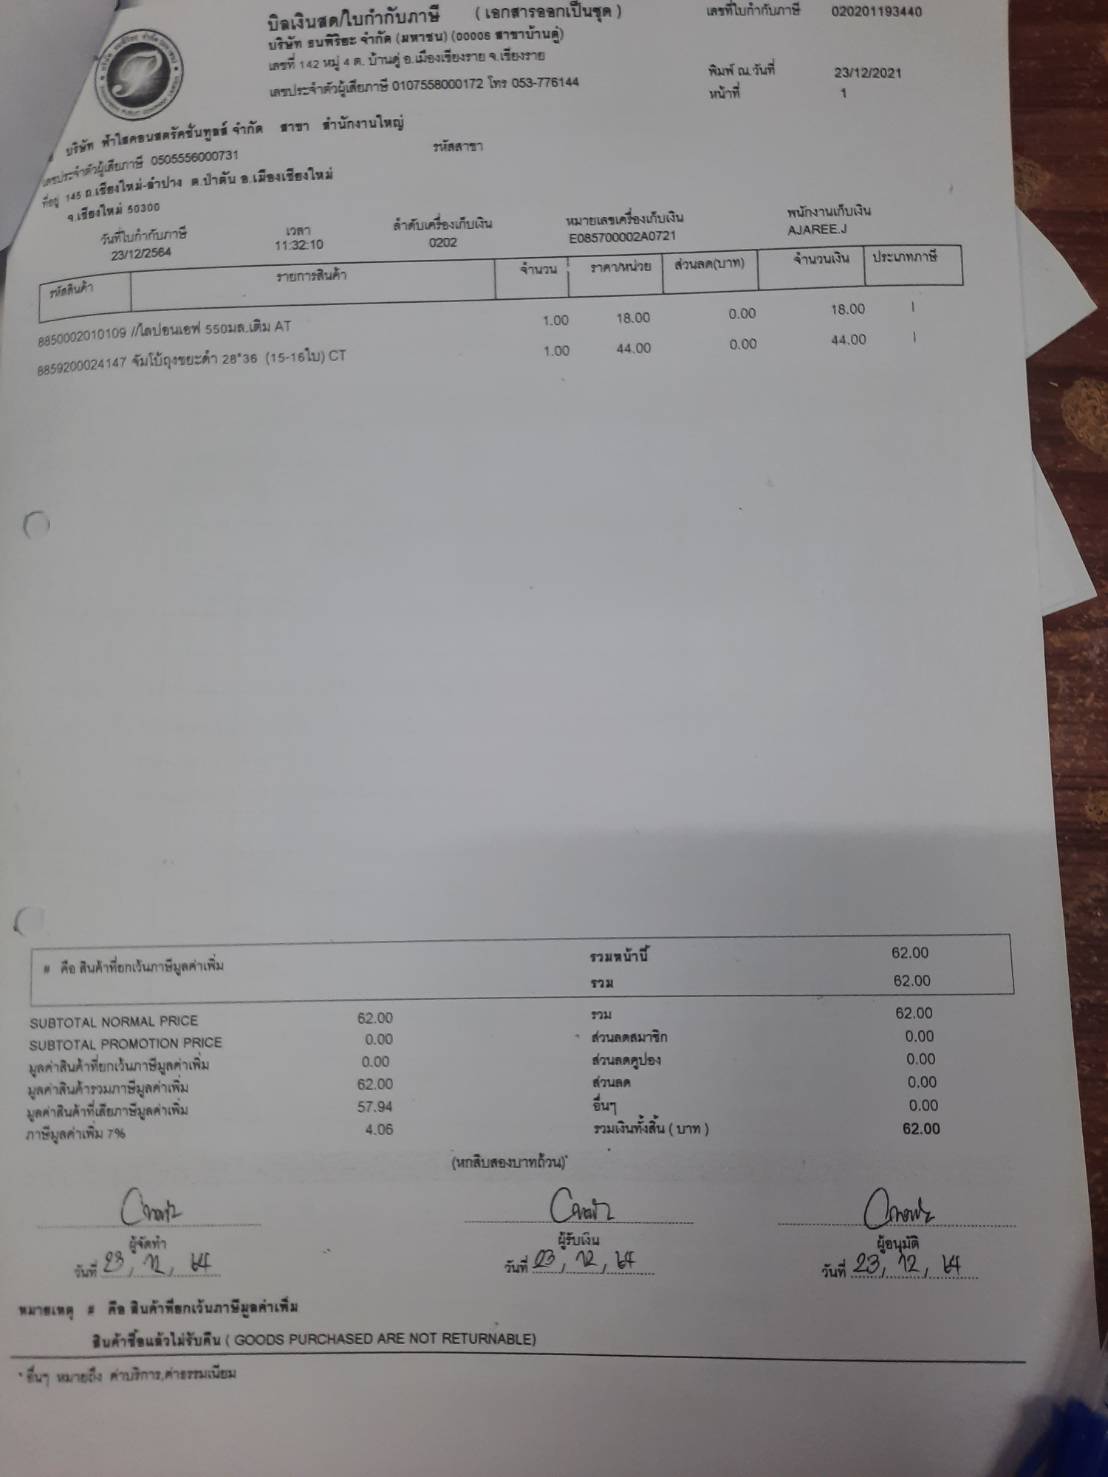 บิลเงินสด/ใบกำกับภาษี ( เอกสารออกเป็นชุด ) เลขที่ใบกำกับภาษี 020201193440
บริษัท ธนพิริยะ จำกัด (มหาชน) (00006 สาขาบ้านดู่)
เลขที่ 142 หมู่ 4 ต. บ้านดู่ อ.เมืองเชียงราย จ.เชียงราย
พิมพ์ ณ.วันที่ 23/12/2021
เลขประจำตัวผู้เสียภาษี 0107558000172 โทร 053-776144
หน้าที่ 1
บริษัท ฟ้าใสคอนสตรัคชั่นทูลส์ จำกัด สาขา สำนักงานใหญ่
เลขประจำตัวผู้เสียภาษี 0505556000731 รหัสสาขา
ที่อยู่ 145 ถ.เชียงใหม่-ลำปาง ต.ป่าตัน อ.เมืองเชียงใหม่
จ.เชียงใหม่ 50300
วันที่ใบกำกับภาษี เวลา ลำดับเครื่องเก็บเงิน หมายเลขเครื่องเก็บเงิน พนักงานเก็บเงิน
23/12/2564 11:32:10 0202 E085700002A0721 AJAREE.J
รหัสสินค้า รายการสินค้า จำนวน ราคา/หน่วย ส่วนลด(บาท) จำนวนเงิน ประเภทภาษี
8850002010109 //ไลปอนเอฟ 550มล.เติม AT 1.00 18.00 0.00 18.00 I
8859200024147 จัมโบ้ถุงขยะดำ 28*36 (15-16ใบ) CT 1.00 44.00 0.00 44.00 I
# คือ สินค้าที่ยกเว้นภาษีมูลค่าเพิ่ม รวมหน้านี้ 62.00
รวม 62.00
SUBTOTAL NORMAL PRICE 62.00 รวม 62.00
SUBTOTAL PROMOTION PRICE 0.00 ส่วนลดสมาชิก 0.00
มูลค่าสินค้าที่ยกเว้นภาษีมูลค่าเพิ่ม 0.00 ส่วนลดคูปอง 0.00
มูลค่าสินค้ารวมภาษีมูลค่าเพิ่ม 62.00 ส่วนลด 0.00
มูลค่าสินค้าที่เสียภาษีมูลค่าเพิ่ม 57.94 อื่นๆ 0.00
ภาษีมูลค่าเพิ่ม 7% 4.06 รวมเงินทั้งสิ้น ( บาท ) 62.00
(หกสิบสองบาทถ้วน)
ผู้จัดทำ ผู้รับเงิน ผู้อนุมัติ
วันที่ 23, 12, 64 วันที่ 23, 12, 64 วันที่ 23, 12, 64
หมายเหตุ # คือ สินค้าที่ยกเว้นภาษีมูลค่าเพิ่ม
สินค้าซื้อแล้วไม่รับคืน ( GOODS PURCHASED ARE NOT RETURNABLE)
* อื่นๆ หมายถึง ค่าบริการ,ค่าธรรมเนียม